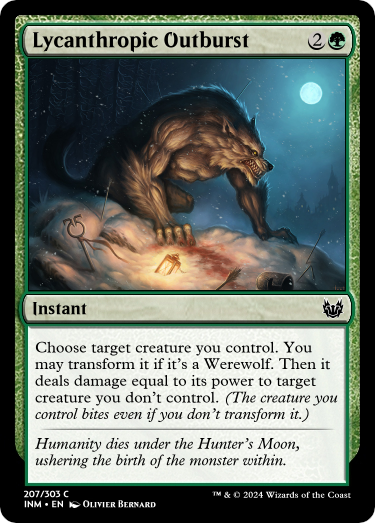 Lycanthropic Outburst 2
Instant
Choose target creature you control. You
may transform it if it's a Werewolf. Then it
deals damage equal to its power to target
creature you don't control. (The creature you
control bites even if you don't transform it.)
Humanity dies under the Hunter's Moon,
ushering the birth of the monster within.
207/303 C
INM • EN Olivier Bernard
™ & © 2024 Wizards of the Coast